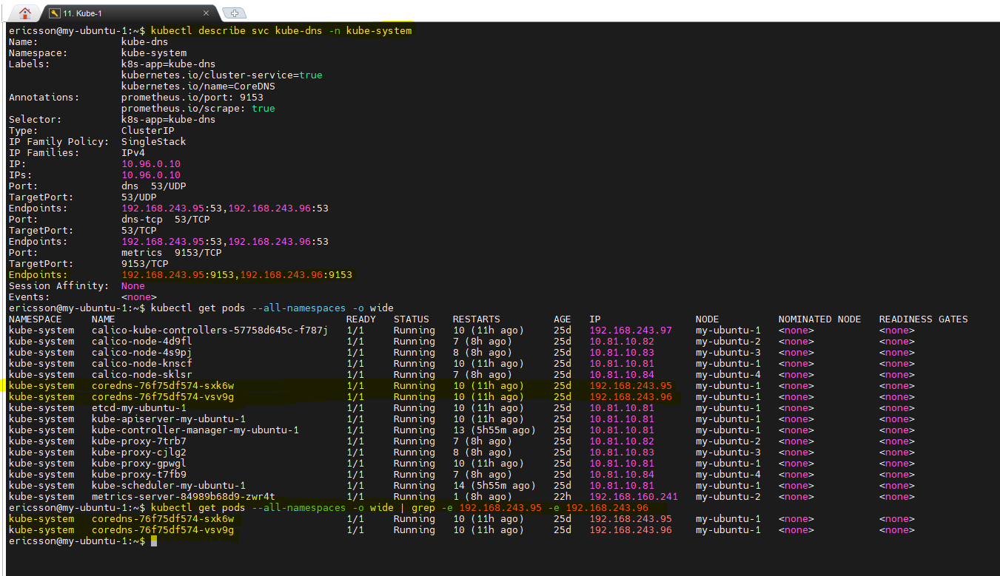 11. Kube-1
ericsson@my-ubuntu-1:~$ kubectl describe svc kube-dns -n kube-system
Name:              kube-dns
Namespace:         kube-system
Labels:            k8s-app=kube-dns
                   kubernetes.io/cluster-service=true
                   kubernetes.io/name=CoreDNS
Annotations:       prometheus.io/port: 9153
                   prometheus.io/scrape: true
Selector:          k8s-app=kube-dns
Type:              ClusterIP
IP Family Policy:  SingleStack
IP Families:       IPv4
IP:                10.96.0.10
IPs:               10.96.0.10
Port:              dns  53/UDP
TargetPort:        53/UDP
Endpoints:         192.168.243.95:53,192.168.243.96:53
Port:              dns-tcp  53/TCP
TargetPort:        53/TCP
Endpoints:         192.168.243.95:53,192.168.243.96:53
Port:              metrics  9153/TCP
TargetPort:        9153/TCP
Endpoints:         192.168.243.95:9153,192.168.243.96:9153
Session Affinity:  None
Events:            <none>
ericsson@my-ubuntu-1:~$ kubectl get pods --all-namespaces -o wide
NAMESPACE     NAME                                       READY   STATUS    RESTARTS         AGE   IP                NODE          NOMINATED NODE   READINESS GATES
kube-system   calico-kube-controllers-57758d645c-f787j   1/1     Running   10 (11h ago)     25d   192.168.243.97    my-ubuntu-1   <none>           <none>
kube-system   calico-node-4d9fl                          1/1     Running   7 (8h ago)       25d   10.81.10.82       my-ubuntu-2   <none>           <none>
kube-system   calico-node-4s9pj                          1/1     Running   8 (8h ago)       25d   10.81.10.83       my-ubuntu-3   <none>           <none>
kube-system   calico-node-knscf                          1/1     Running   10 (11h ago)     25d   10.81.10.81       my-ubuntu-1   <none>           <none>
kube-system   calico-node-sklsr                          1/1     Running   7 (8h ago)       25d   10.81.10.84       my-ubuntu-4   <none>           <none>
kube-system   coredns-76f75df574-sxk6w                   1/1     Running   10 (11h ago)     25d   192.168.243.95    my-ubuntu-1   <none>           <none>
kube-system   coredns-76f75df574-vsv9g                   1/1     Running   10 (11h ago)     25d   192.168.243.96    my-ubuntu-1   <none>           <none>
kube-system   etcd-my-ubuntu-1                           1/1     Running   10 (11h ago)     25d   10.81.10.81       my-ubuntu-1   <none>           <none>
kube-system   kube-apiserver-my-ubuntu-1                 1/1     Running   10 (11h ago)     25d   10.81.10.81       my-ubuntu-1   <none>           <none>
kube-system   kube-controller-manager-my-ubuntu-1        1/1     Running   13 (5h55m ago)   25d   10.81.10.81       my-ubuntu-1   <none>           <none>
kube-system   kube-proxy-7trb7                           1/1     Running   7 (8h ago)       25d   10.81.10.82       my-ubuntu-2   <none>           <none>
kube-system   kube-proxy-cjlg2                           1/1     Running   8 (8h ago)       25d   10.81.10.83       my-ubuntu-3   <none>           <none>
kube-system   kube-proxy-gpwgl                           1/1     Running   10 (11h ago)     25d   10.81.10.81       my-ubuntu-1   <none>           <none>
kube-system   kube-proxy-t7fb9                           1/1     Running   7 (8h ago)       25d   10.81.10.84       my-ubuntu-4   <none>           <none>
kube-system   kube-scheduler-my-ubuntu-1                 1/1     Running   14 (5h55m ago)   25d   10.81.10.81       my-ubuntu-1   <none>           <none>
kube-system   metrics-server-84989b68d9-zwr4t            1/1     Running   1 (8h ago)       22h   192.168.160.241   my-ubuntu-2   <none>           <none>
ericsson@my-ubuntu-1:~$ kubectl get pods --all-namespaces -o wide | grep -e 192.168.243.95 -e 192.168.243.96
kube-system   coredns-76f75df574-sxk6w                   1/1     Running   10 (11h ago)     25d   192.168.243.95    my-ubuntu-1   <none>           <none>
kube-system   coredns-76f75df574-vsv9g                   1/1     Running   10 (11h ago)     25d   192.168.243.96    my-ubuntu-1   <none>           <none>
ericsson@my-ubuntu-1:~$